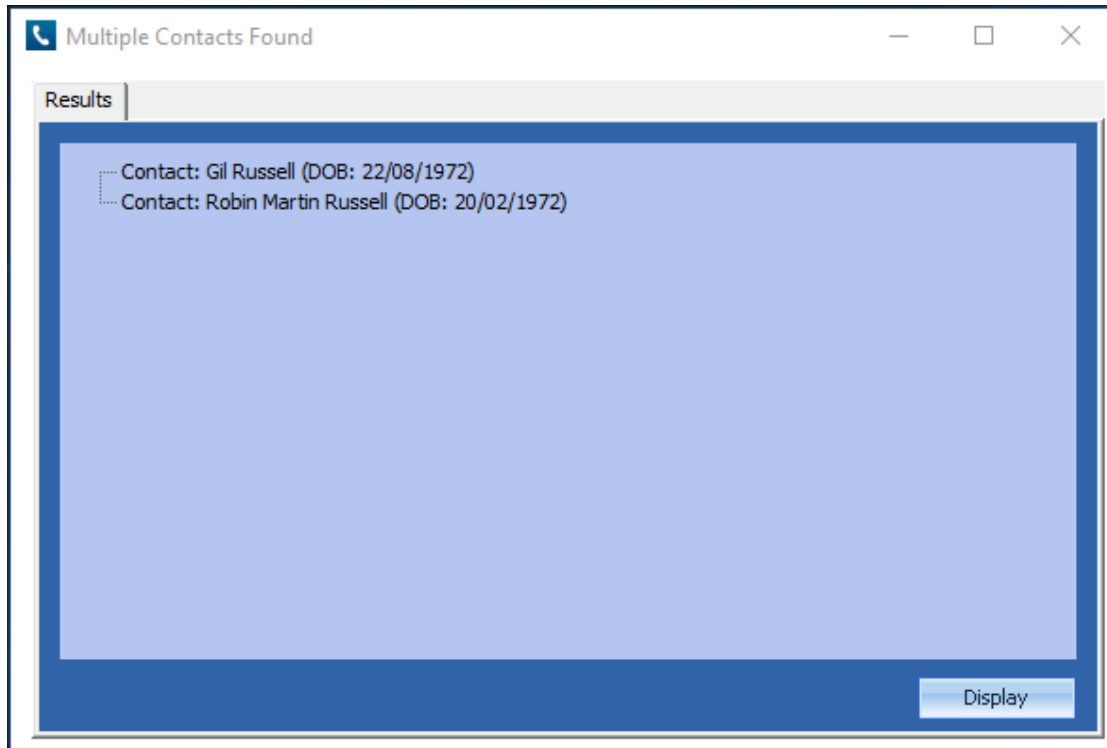 Multiple Contacts Found
Results
Contact: Gil Russell (DOB: 22/08/1972)
Contact: Robin Martin Russell (DOB: 20/02/1972)
Display